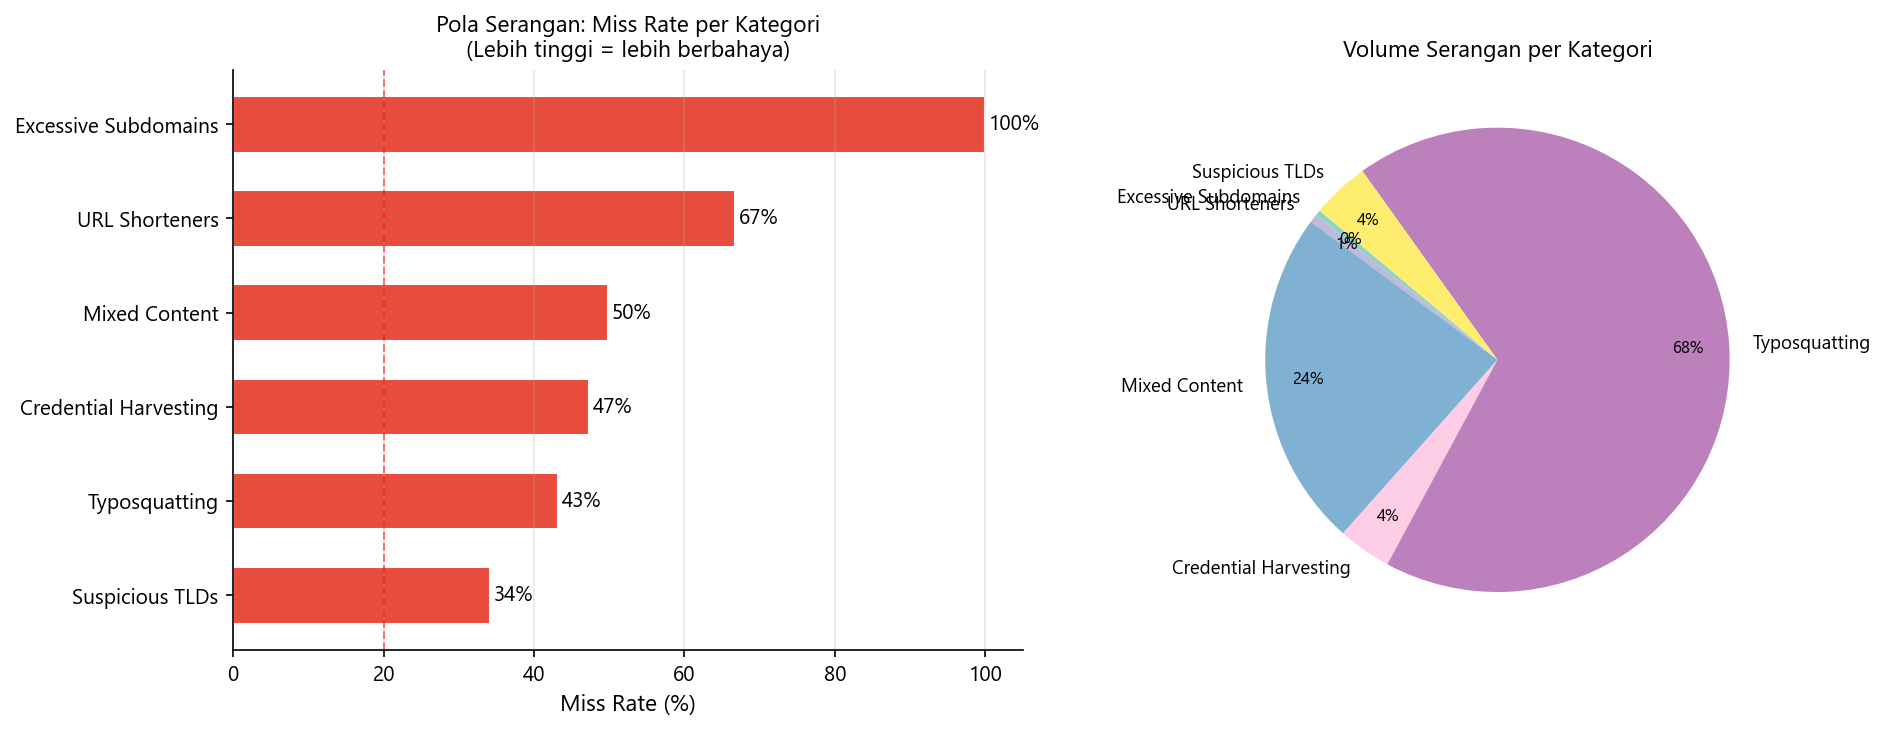 Pola Serangan: Miss Rate per Kategori
(Lebih tinggi = lebih berbahaya)
Excessive Subdomains
100%
URL Shorteners
67%
Mixed Content
50%
Credential Harvesting
47%
Typosquatting
43%
Suspicious TLDs
34%
0
20
40
60
80
100
Miss Rate (%)
Volume Serangan per Kategori
Suspicious TLDs
Excessive Subdomains
URL Shorteners
4%
0%
1%
68%
Typosquatting
24%
Mixed Content
4%
Credential Harvesting